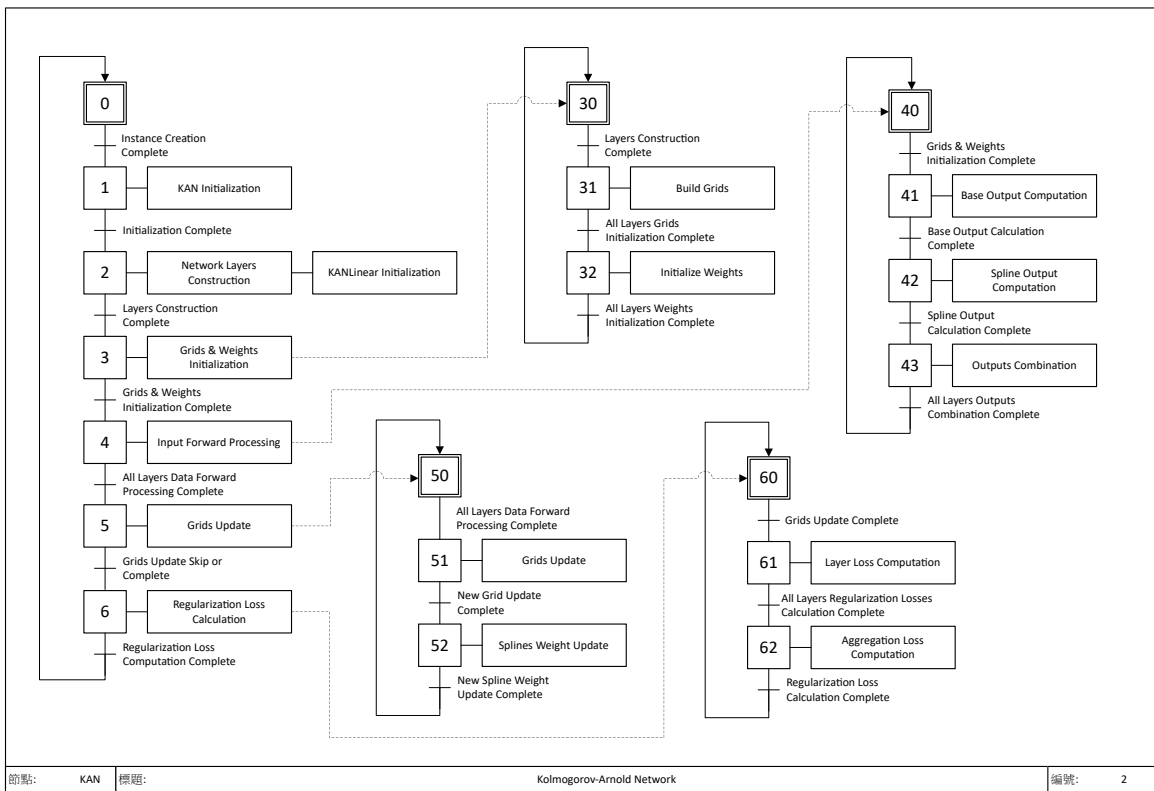 0
Instance Creation
Complete
1
KAN Initialization
Initialization Complete
2
Network Layers
Construction
KANLinear Initialization
Layers Construction
Complete
3
Grids & Weights
Initialization
Grids & Weights
Initialization Complete
4
Input Forward Processing
All Layers Data Forward
Processing Complete
5
Grids Update
Grids Update Skip or
Complete
6
Regularization Loss
Calculation
Regularization Loss
Computation Complete
30
Layers Construction
Complete
31
Build Grids
All Layers Grids
Initialization Complete
32
Initialize Weights
All Layers Weights
Initialization Complete
40
Grids & Weights
Initialization Complete
41
Base Output Computation
Base Output Calculation
Complete
42
Spline Output
Computation
Spline Output
Calculation Complete
43
Outputs Combination
All Layers Outputs
Combination Complete
50
All Layers Data Forward
Processing Complete
51
Grids Update
New Grid Update
Complete
52
Splines Weight Update
New Spline Weight
Update Complete
60
Grids Update Complete
61
Layer Loss Computation
All Layers Regularization Losses
Calculation Complete
62
Aggregation Loss
Computation
Regularization Loss
Calculation Complete
節點: KAN
標題: Kolmogorov-Arnold Network
編號: 2